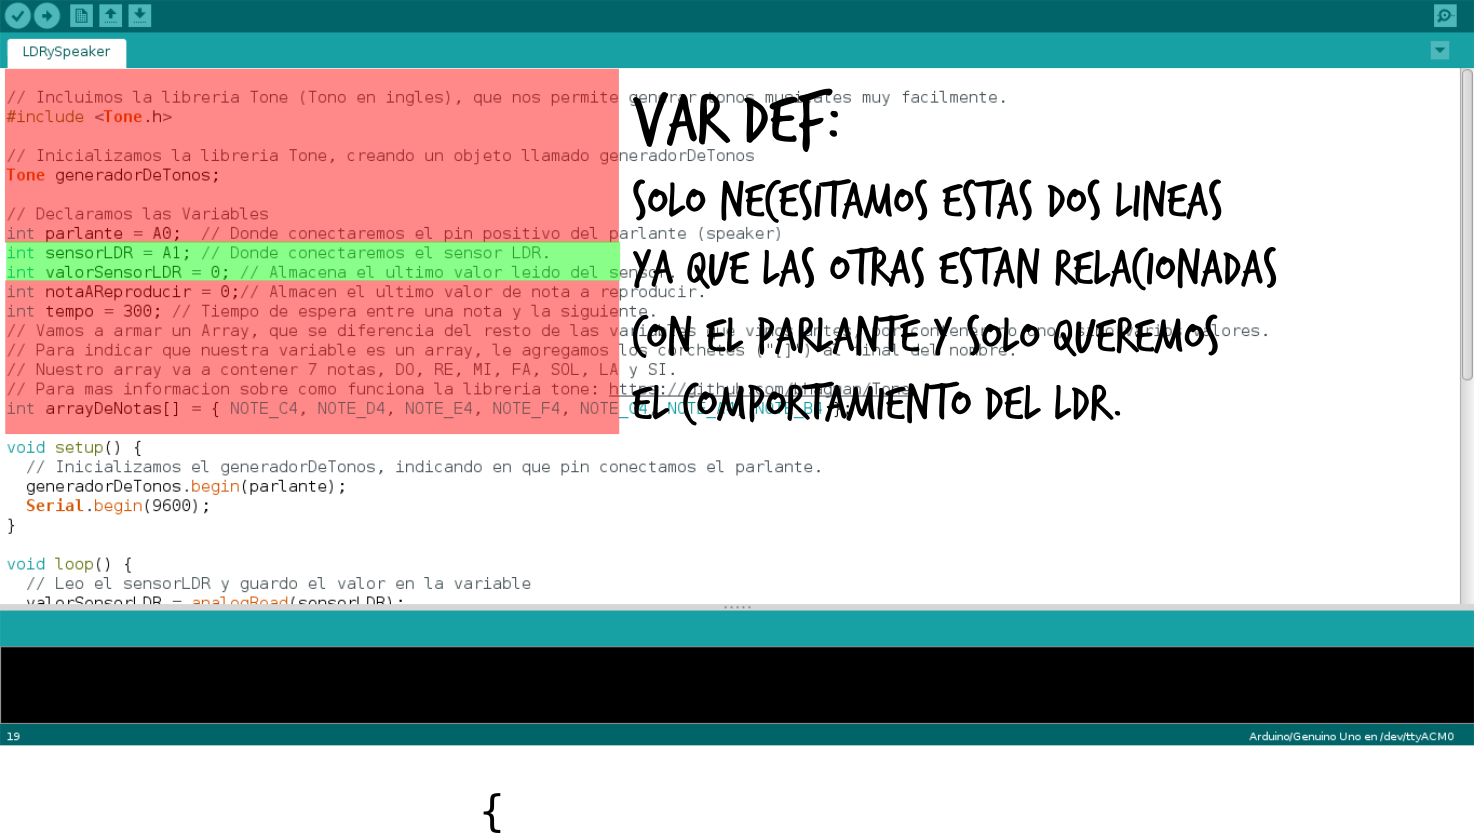 LDRySpeaker
// Incluimos la libreria Tone (Tono en ingles), que nos permite generar tonos musicales muy facilmente.
#include <Tone.h>
// Inicializamos la libreria Tone, creando un objeto llamado generadorDeTonos
Tone generadorDeTonos;
// Declaramos las Variables
int parlante = A0;  // Donde conectaremos el pin positivo del parlante (speaker)
int sensorLDR = A1; // Donde conectaremos el sensor LDR.
int valorSensorLDR = 0; // Almacena el ultimo valor leido del sensor.
int notaAReproducir = 0;// Almacen el ultimo valor de nota a reproducir.
int tempo = 300; // Tiempo de espera entre una nota y la siguiente.
// Vamos a armar un Array, que se diferencia del resto de las variables que vimos antes, por contener no uno, sino varios valores.
// Para indicar que nuestra variable es un array, le agregamos los corchetes ("[]") al final del nombre.
// Nuestro array va a contener 7 notas, DO, RE, MI, FA, SOL, LA y SI.
// Para mas informacion sobre como funciona la libreria tone: https://github.com/
int arrayDeNotas[] = { NOTE_C4, NOTE_D4, NOTE_E4, NOTE_F4, NOTE_G4, NOTE_A4, NOTE_B4 };
VAR DEF:
SOLO NECESITAMOS ESTAS DOS LINEAS
YA QUE LAS OTRAS ESTAN RELACIONADAS
CON EL PARLANTE Y SOLO QUEREMOS
EL COMPORTAMIENTO DEL LDR.
void setup() {
  // Inicializamos el generadorDeTonos, indicando en que pin conectamos el parlante.
  generadorDeTonos.begin(parlante);
  Serial.begin(9600);
}
void loop() {
  // Leo el sensorLDR y guardo el valor en la variable
  valorSensorLDR = analogRead(sensorLDR);
19
Arduino/Genuino Uno en /dev/ttyACM0
{